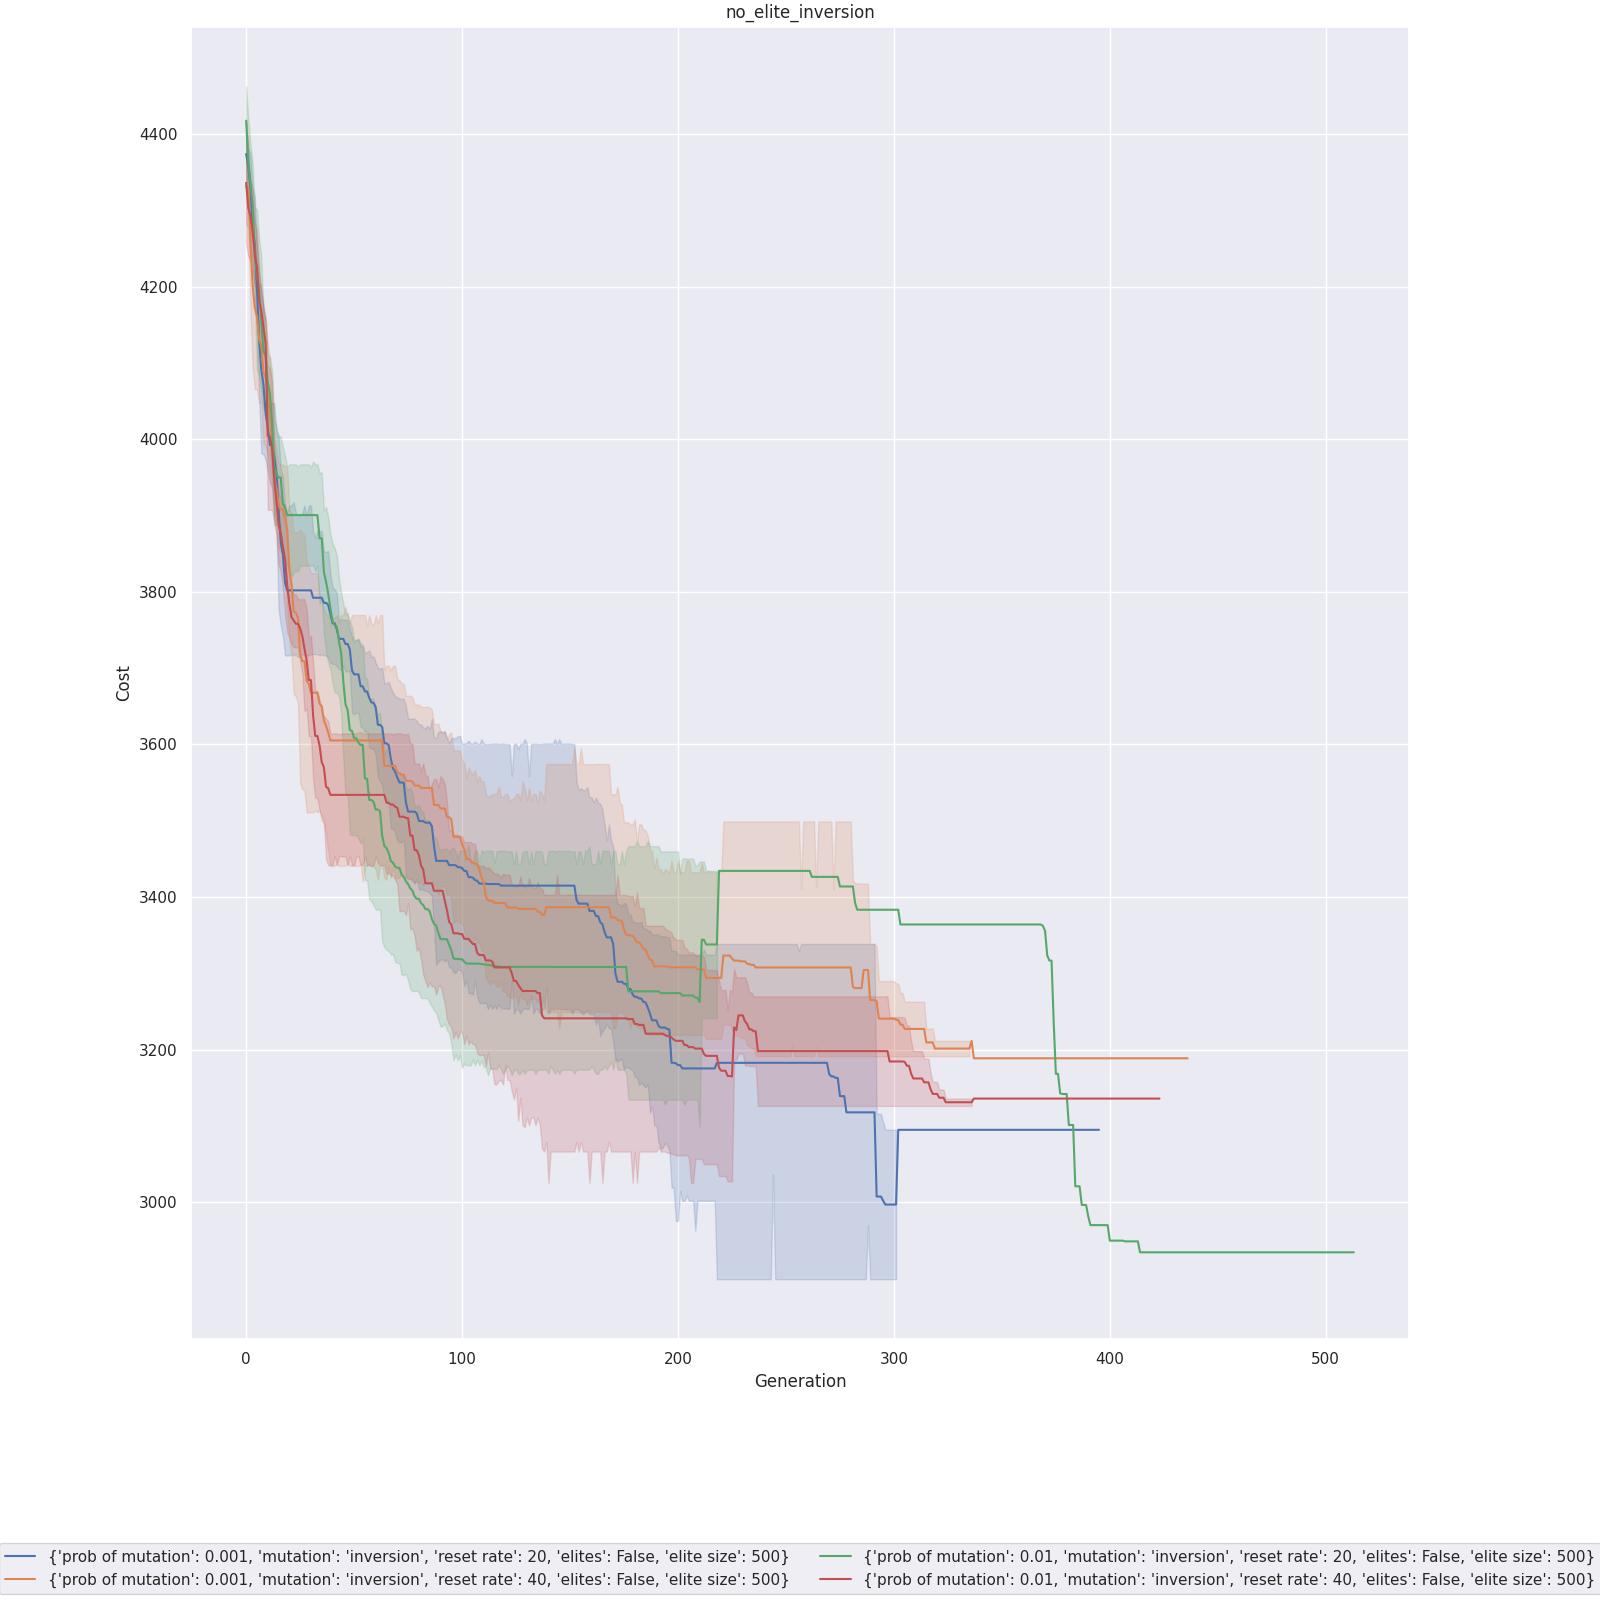 no_elite_inversion
4400
4200
4000
3800
3600
3400
3200
3000
Cost
0 100 200 300 400 500
Generation
{'prob of mutation': 0.001, 'mutation': 'inversion', 'reset rate': 20, 'elites': False, 'elite size': 500}
{'prob of mutation': 0.001, 'mutation': 'inversion', 'reset rate': 40, 'elites': False, 'elite size': 500}
{'prob of mutation': 0.01, 'mutation': 'inversion', 'reset rate': 20, 'elites': False, 'elite size': 500}
{'prob of mutation': 0.01, 'mutation': 'inversion', 'reset rate': 40, 'elites': False, 'elite size': 500}